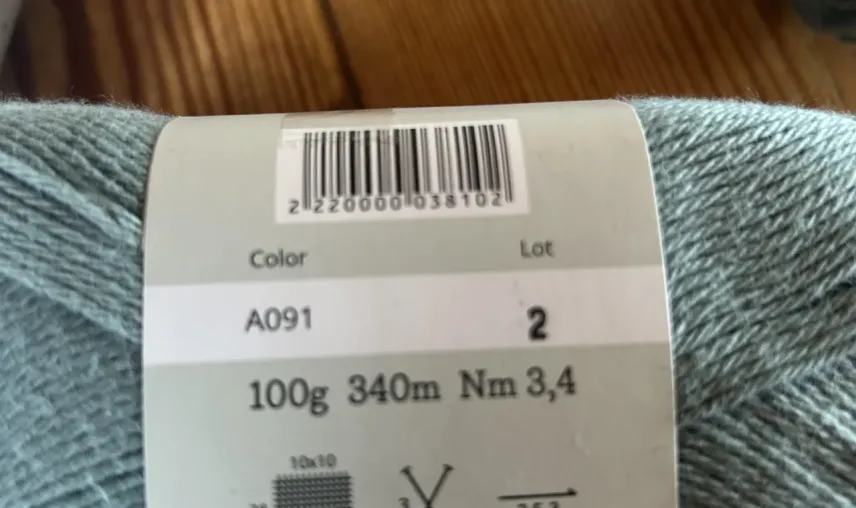 2 220000 038102
Color Lot
A091 2
100g 340m Nm 3,4
10x10
3